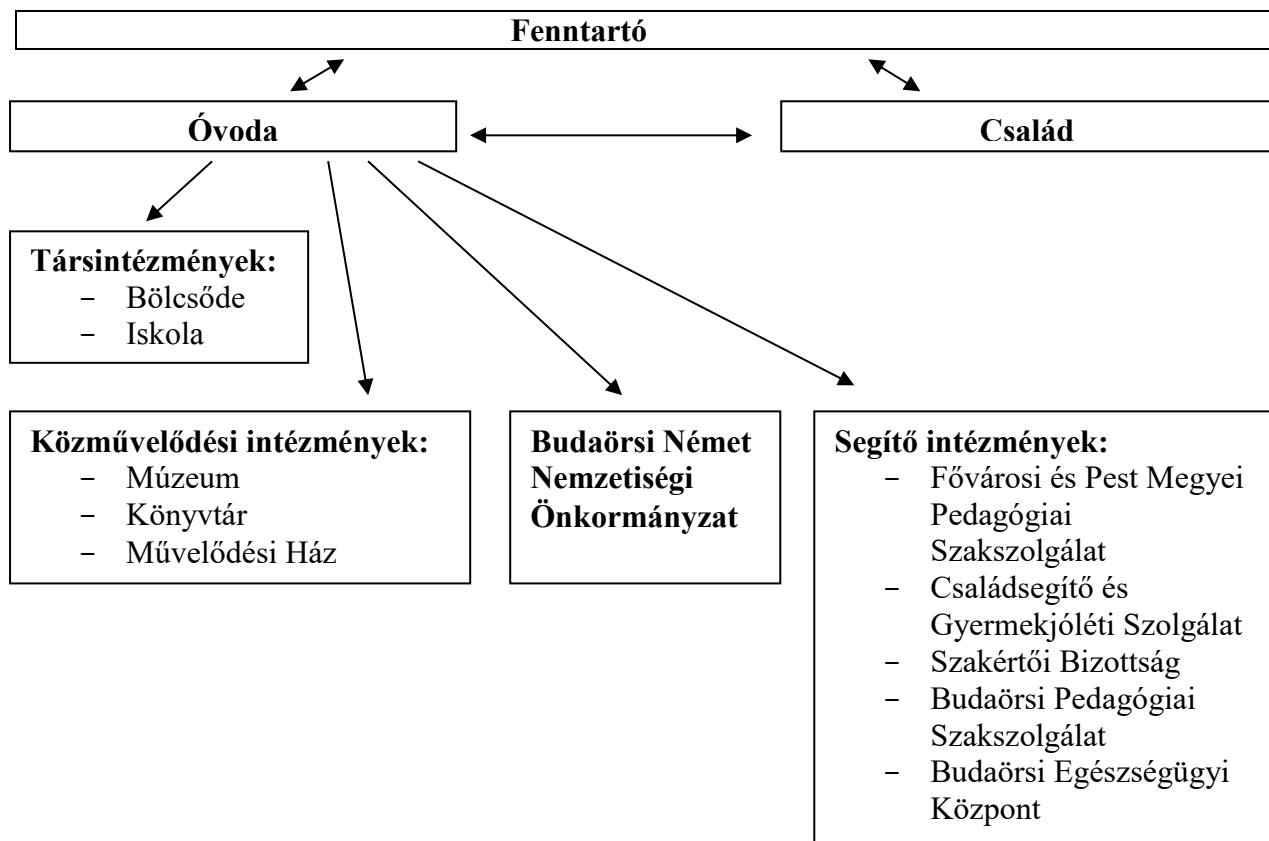 Fenntartó
Óvoda
Család
Társintézmények:
- Bölcsőde
- Iskola
Közművelődési intézmények:
- Múzeum
- Könyvtár
- Művelődési Ház
Budaörsi Német
Nemzetiségi
Önkormányzat
Segítő intézmények:
- Fővárosi és Pest Megyei
Pedagógiai
Szakszolgálat
- Családsegítő és
Gyermekjóléti Szolgálat
- Szakértői Bizottság
- Budaörsi Pedagógiai
Szakszolgálat
- Budaörsi Egészségügyi
Központ